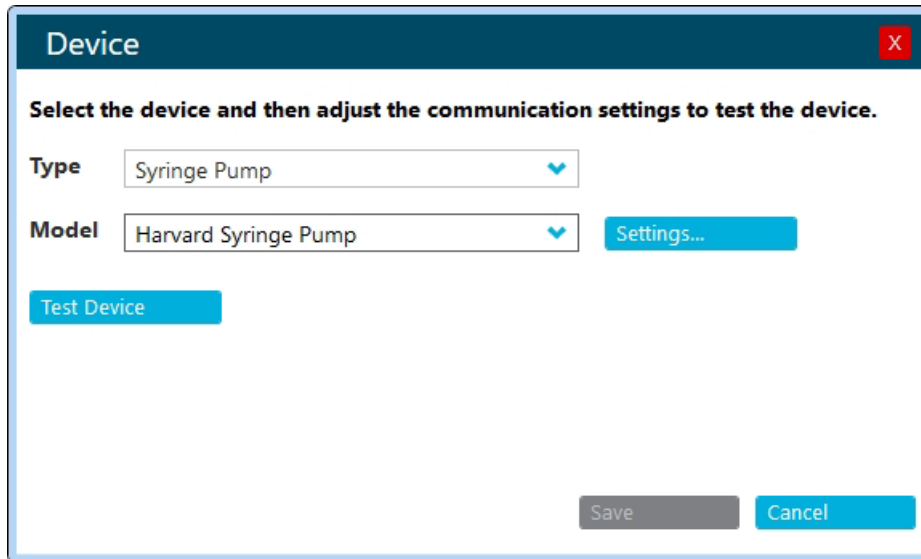 Device
X
Select the device and then adjust the communication settings to test the device.
Type Syringe Pump
Model Harvard Syringe Pump Settings...
Test Device
Save Cancel